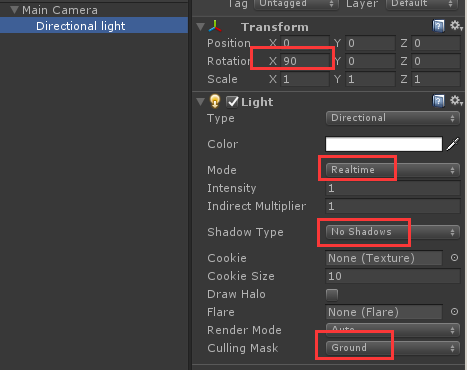 Main Camera
Directional light
Tag Untagged Layer Default
Transform
Position X 0 Y 0 Z 0
Rotation X 90 Y 0 Z 0
Scale X 1 Y 1 Z 1
Light
Type Directional
Color
Mode Realtime
Intensity 1
Indirect Multiplier 1
Shadow Type No Shadows
Cookie None (Texture)
Cookie Size 10
Draw Halo
Flare None (Flare)
Render Mode Auto
Culling Mask Ground